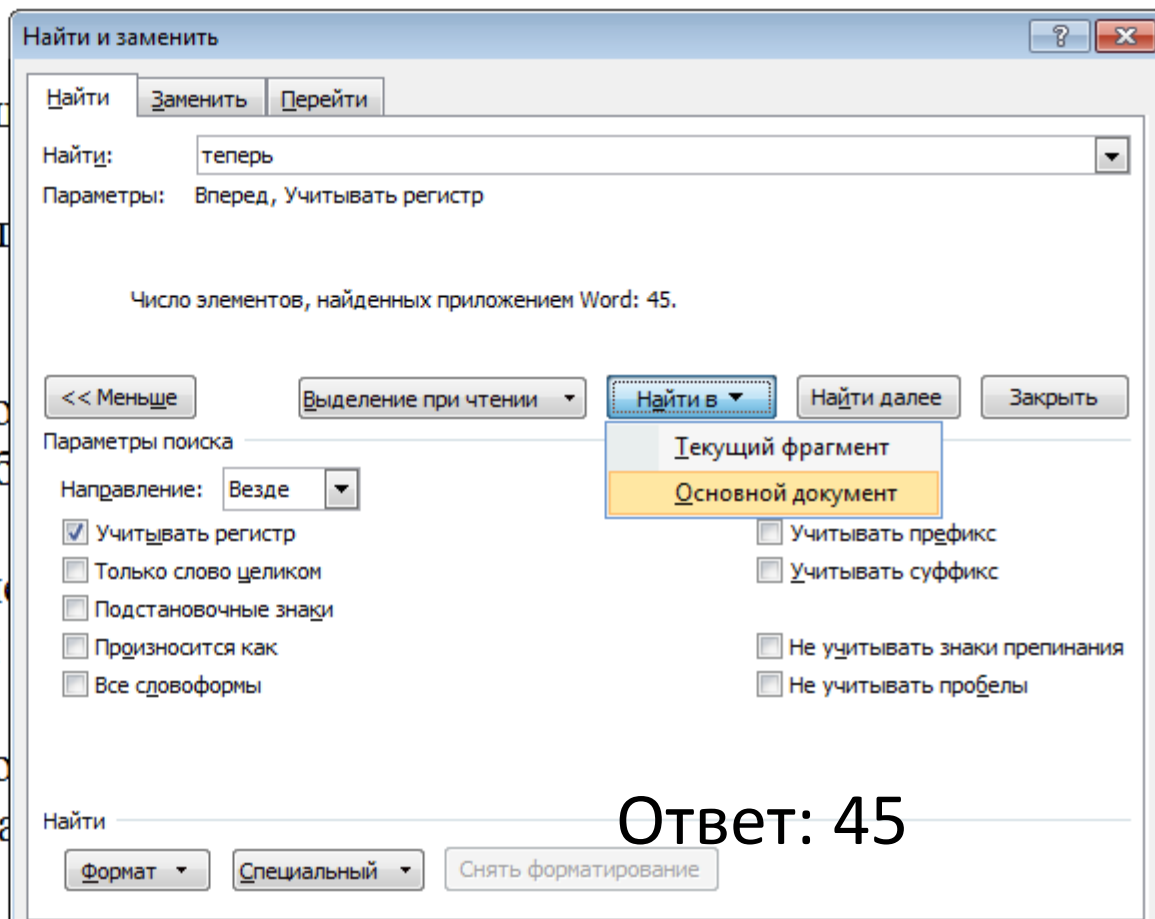 Найти и заменить
Найти Заменить Перейти
Найти: теперь
Параметры: Вперед, Учитывать регистр
Число элементов, найденных приложением Word: 45.
<< Меньше Выделение при чтении Найти в Найти далее Закрыть
Параметры поиска Текущий фрагмент
Направление: Везде Основной документ
Учитывать регистр Учитывать префикс
Только слово целиком Учитывать суффикс
Подстановочные знаки
Произносится как Не учитывать знаки препинания
Все словоформы Не учитывать пробелы
Ответ: 45
Найти
Формат Специальный Снять форматирование